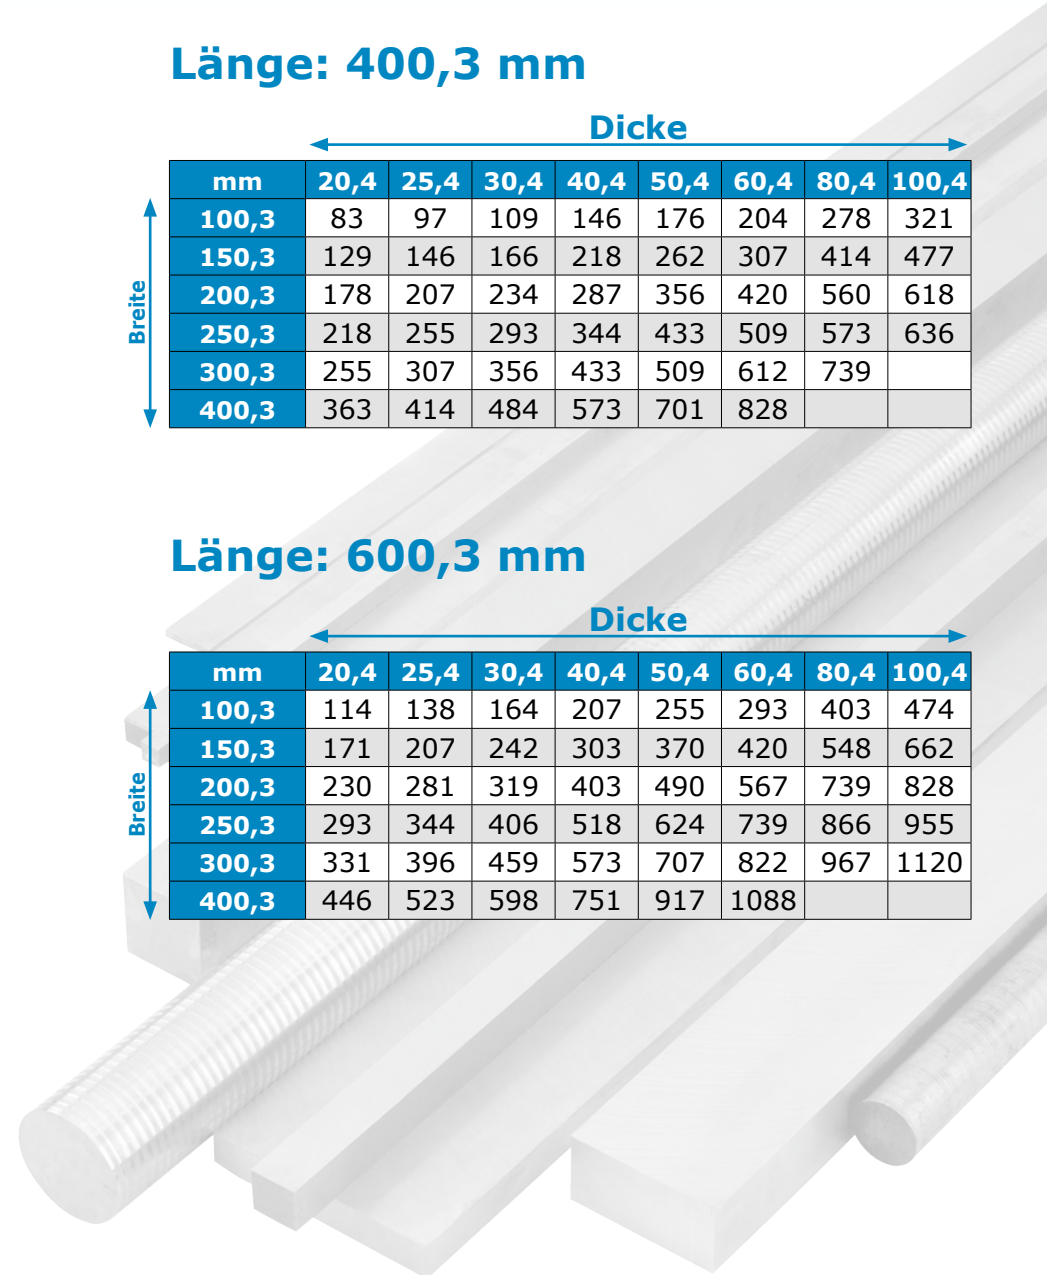 Länge: 400,3 mm
Dicke
mm 20,4 25,4 30,4 40,4 50,4 60,4 80,4 100,4
Breite
100,3 83 97 109 146 176 204 278 321
150,3 129 146 166 218 262 307 414 477
200,3 178 207 234 287 356 420 560 618
250,3 218 255 293 344 433 509 573 636
300,3 255 307 356 433 509 612 739
400,3 363 414 484 573 701 828
Länge: 600,3 mm
Dicke
mm 20,4 25,4 30,4 40,4 50,4 60,4 80,4 100,4
Breite
100,3 114 138 164 207 255 293 403 474
150,3 171 207 242 303 370 420 548 662
200,3 230 281 319 403 490 567 739 828
250,3 293 344 406 518 624 739 866 955
300,3 331 396 459 573 707 822 967 1120
400,3 446 523 598 751 917 1088